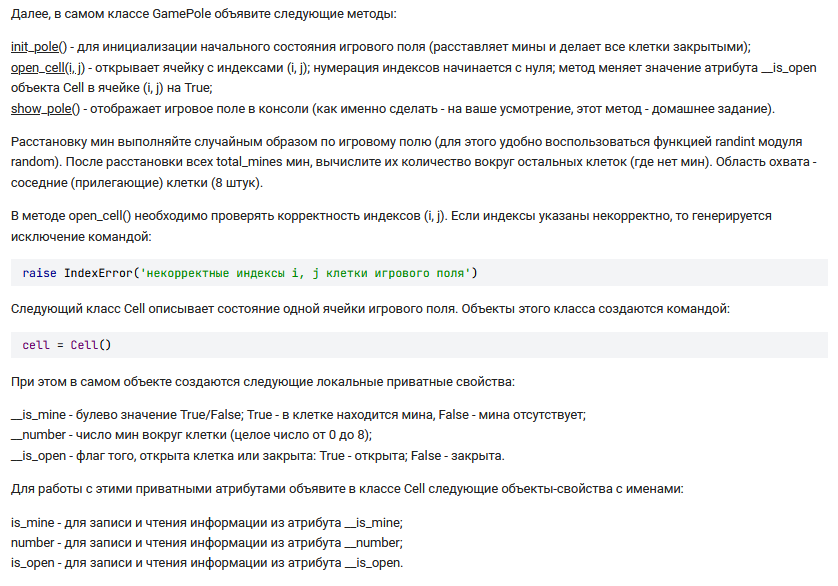 Далее, в самом классе GamePole объявите следующие методы:
init_pole() - для инициализации начального состояния игрового поля (расставляет мины и делает все клетки закрытыми);
open_cell(i, j) - открывает ячейку с индексами (i, j); нумерация индексов начинается с нуля; метод меняет значение атрибута __is_open
объекта Cell в ячейке (i, j) на True;
show_pole() - отображает игровое поле в консоли (как именно сделать - на ваше усмотрение, этот метод - домашнее задание).
Расстановку мин выполняйте случайным образом по игровому полю (для этого удобно воспользоваться функцией randint модуля
random). После расстановки всех total_mines мин, вычислите их количество вокруг остальных клеток (где нет мин). Область охвата -
соседние (прилегающие) клетки (8 штук).
В методе open_cell() необходимо проверять корректность индексов (i, j). Если индексы указаны некорректно, то генерируется
исключение командой:
raise IndexError('некорректные индексы i, j клетки игрового поля')
Следующий класс Cell описывает состояние одной ячейки игрового поля. Объекты этого класса создаются командой:
cell = Cell()
При этом в самом объекте создаются следующие локальные приватные свойства:
__is_mine - булево значение True/False; True - в клетке находится мина, False - мина отсутствует;
__number - число мин вокруг клетки (целое число от 0 до 8);
__is_open - флаг того, открыта клетка или закрыта: True - открыта; False - закрыта.
Для работы с этими приватными атрибутами объявите в классе Cell следующие объекты-свойства с именами:
is_mine - для записи и чтения информации из атрибута __is_mine;
number - для записи и чтения информации из атрибута __number;
is_open - для записи и чтения информации из атрибута __is_open.